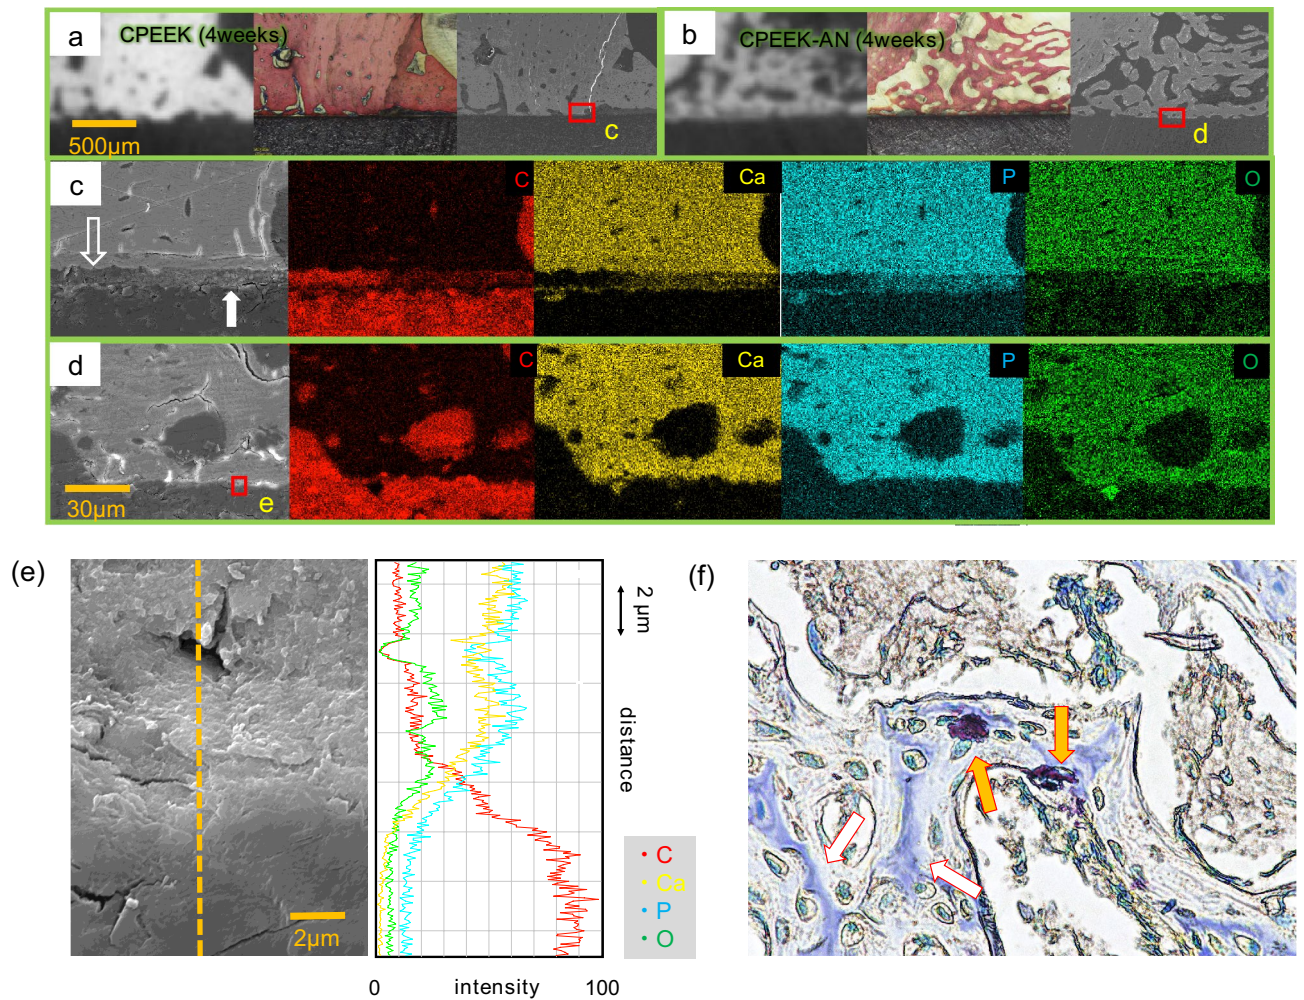 a
CPEEK (4weeks)
500µm
c
b
CPEEK-AN (4weeks)
d
c
C
Ca
P
O
d
C
Ca
P
O
30µm
e
(e)
2µm
2 µm
distance
C
Ca
P
O
0
intensity
100
(f)